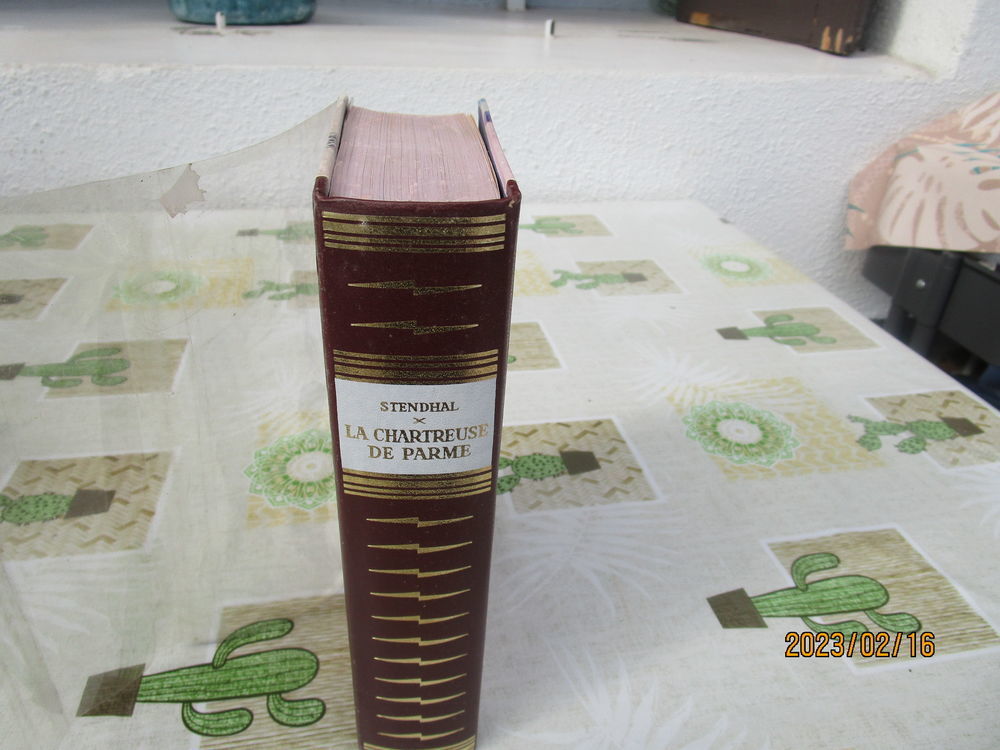 STENDHAL
×
LA CHARTREUSE
DE PARME
2023/02/16